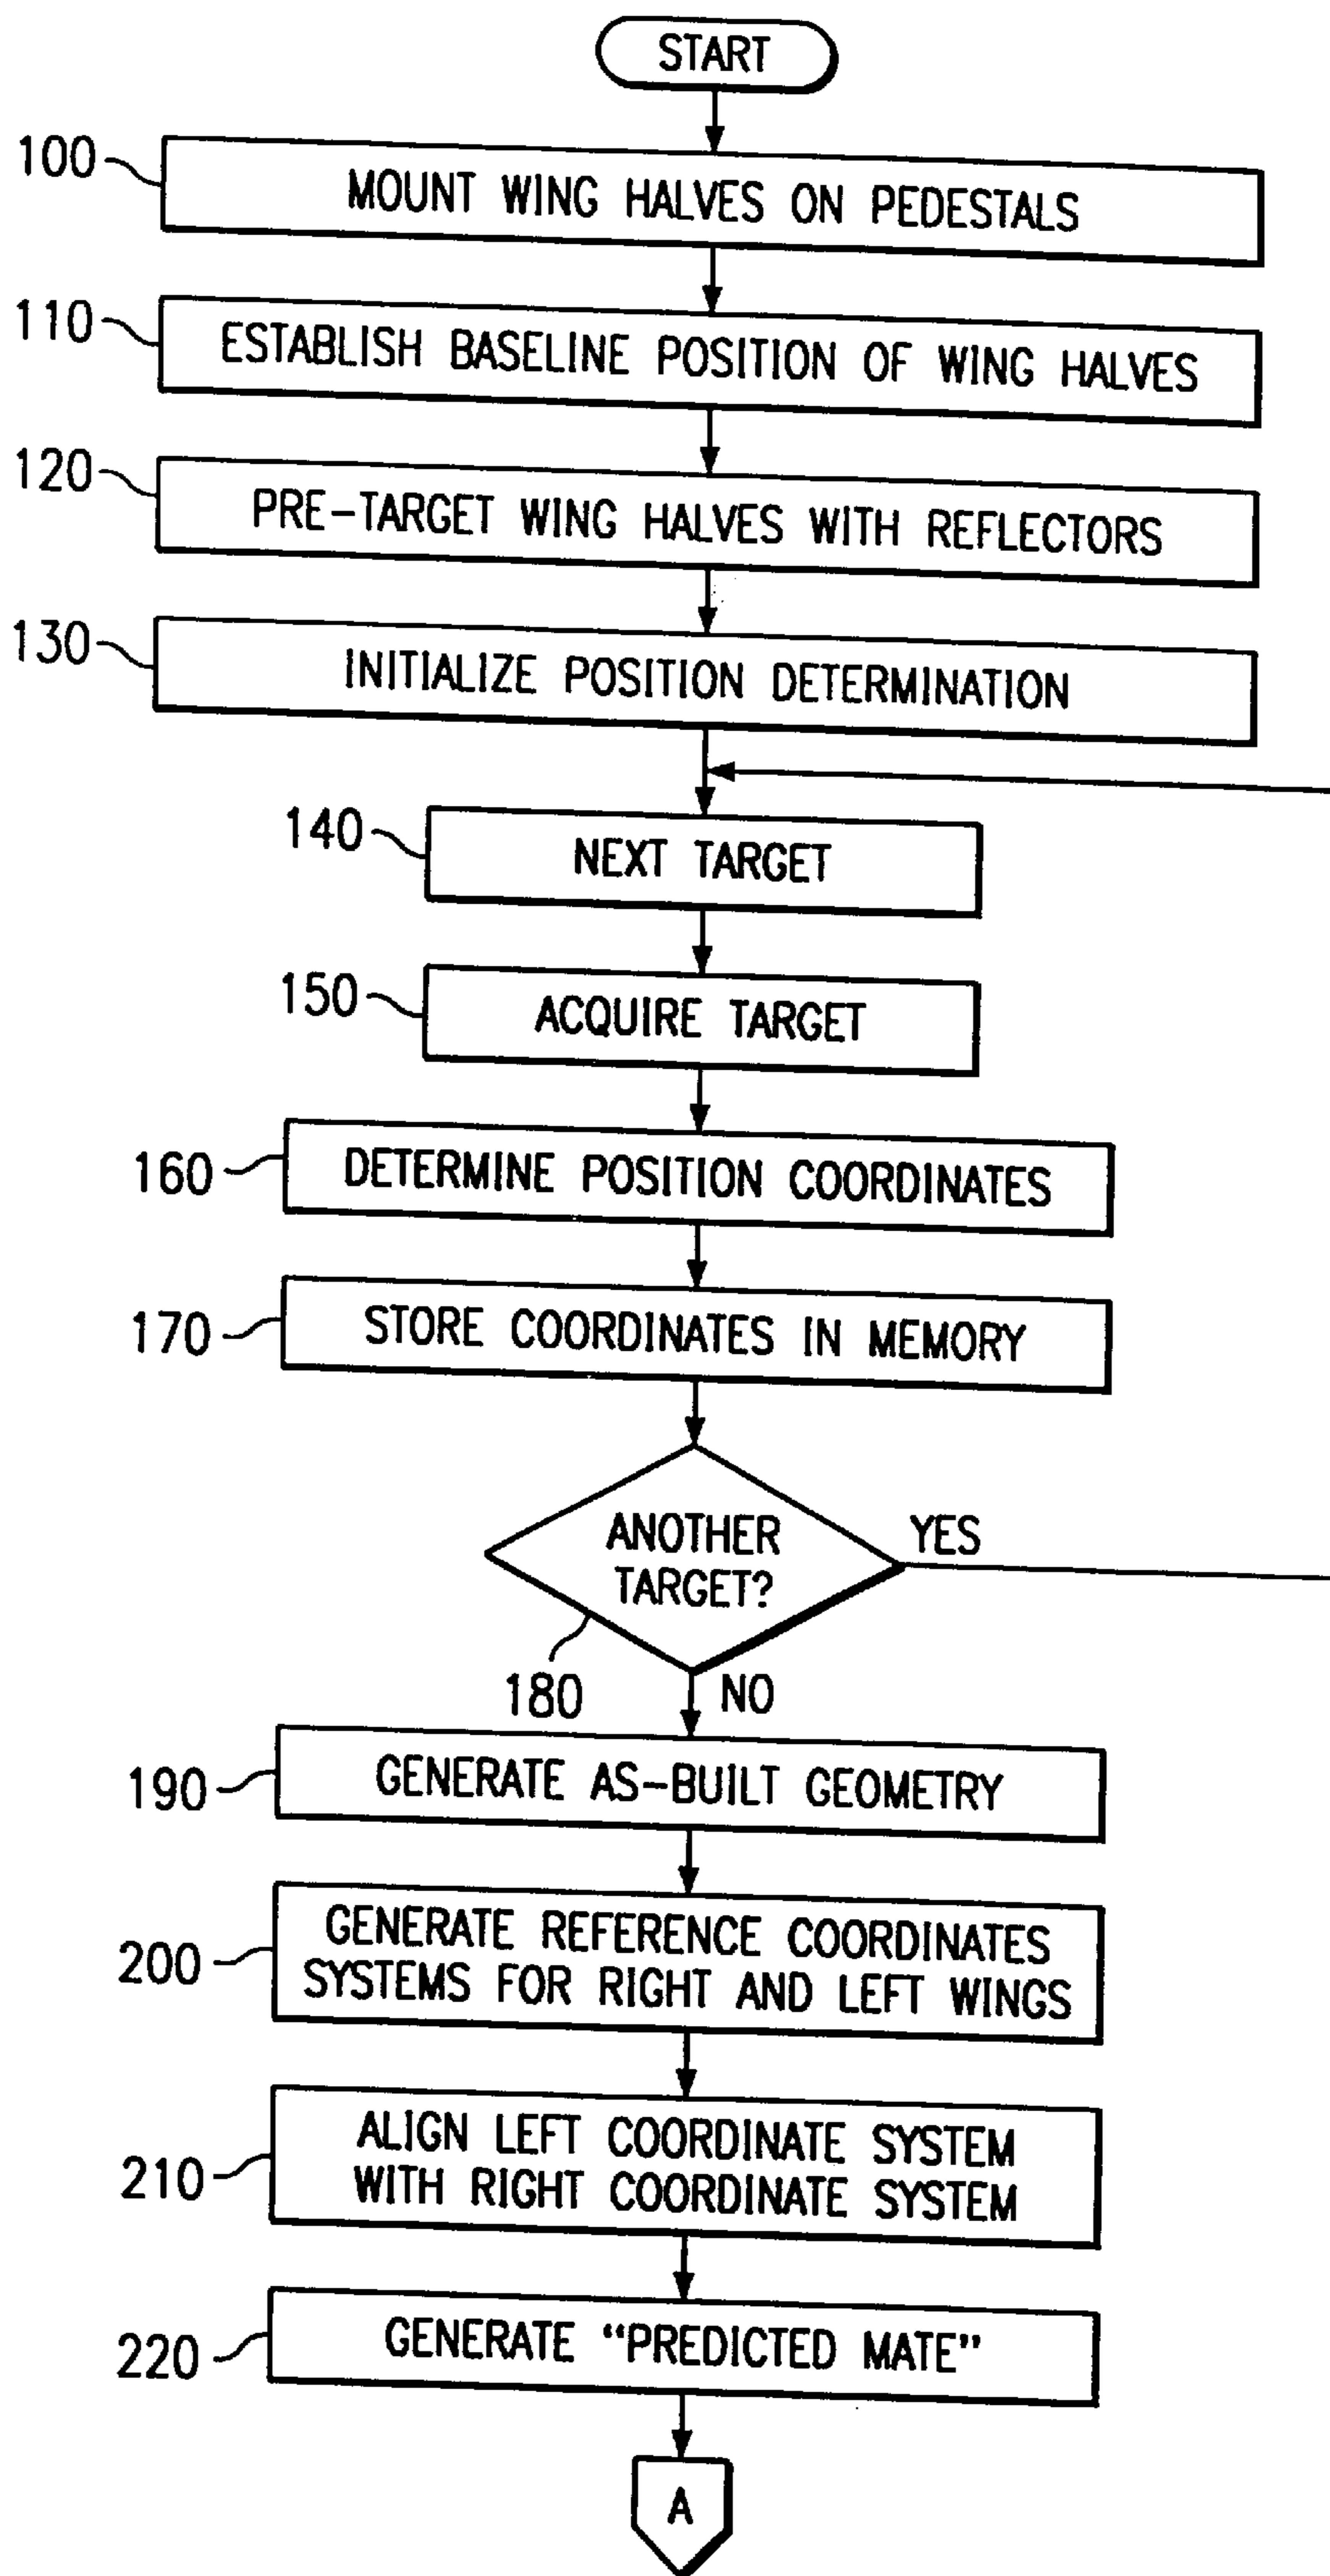 START
100
MOUNT WING HALVES ON PEDESTALS
110
ESTABLISH BASELINE POSITION OF WING HALVES
120
PRE-TARGET WING HALVES WITH REFLECTORS
130
INITIALIZE POSITION DETERMINATION
140
NEXT TARGET
150
ACQUIRE TARGET
160
DETERMINE POSITION COORDINATES
170
STORE COORDINATES IN MEMORY
ANOTHER
TARGET?
YES
180
NO
190
GENERATE AS-BUILT GEOMETRY
200
GENERATE REFERENCE COORDINATES
SYSTEMS FOR RIGHT AND LEFT WINGS
210
ALIGN LEFT COORDINATE SYSTEM
WITH RIGHT COORDINATE SYSTEM
220
GENERATE “PREDICTED MATE”
A